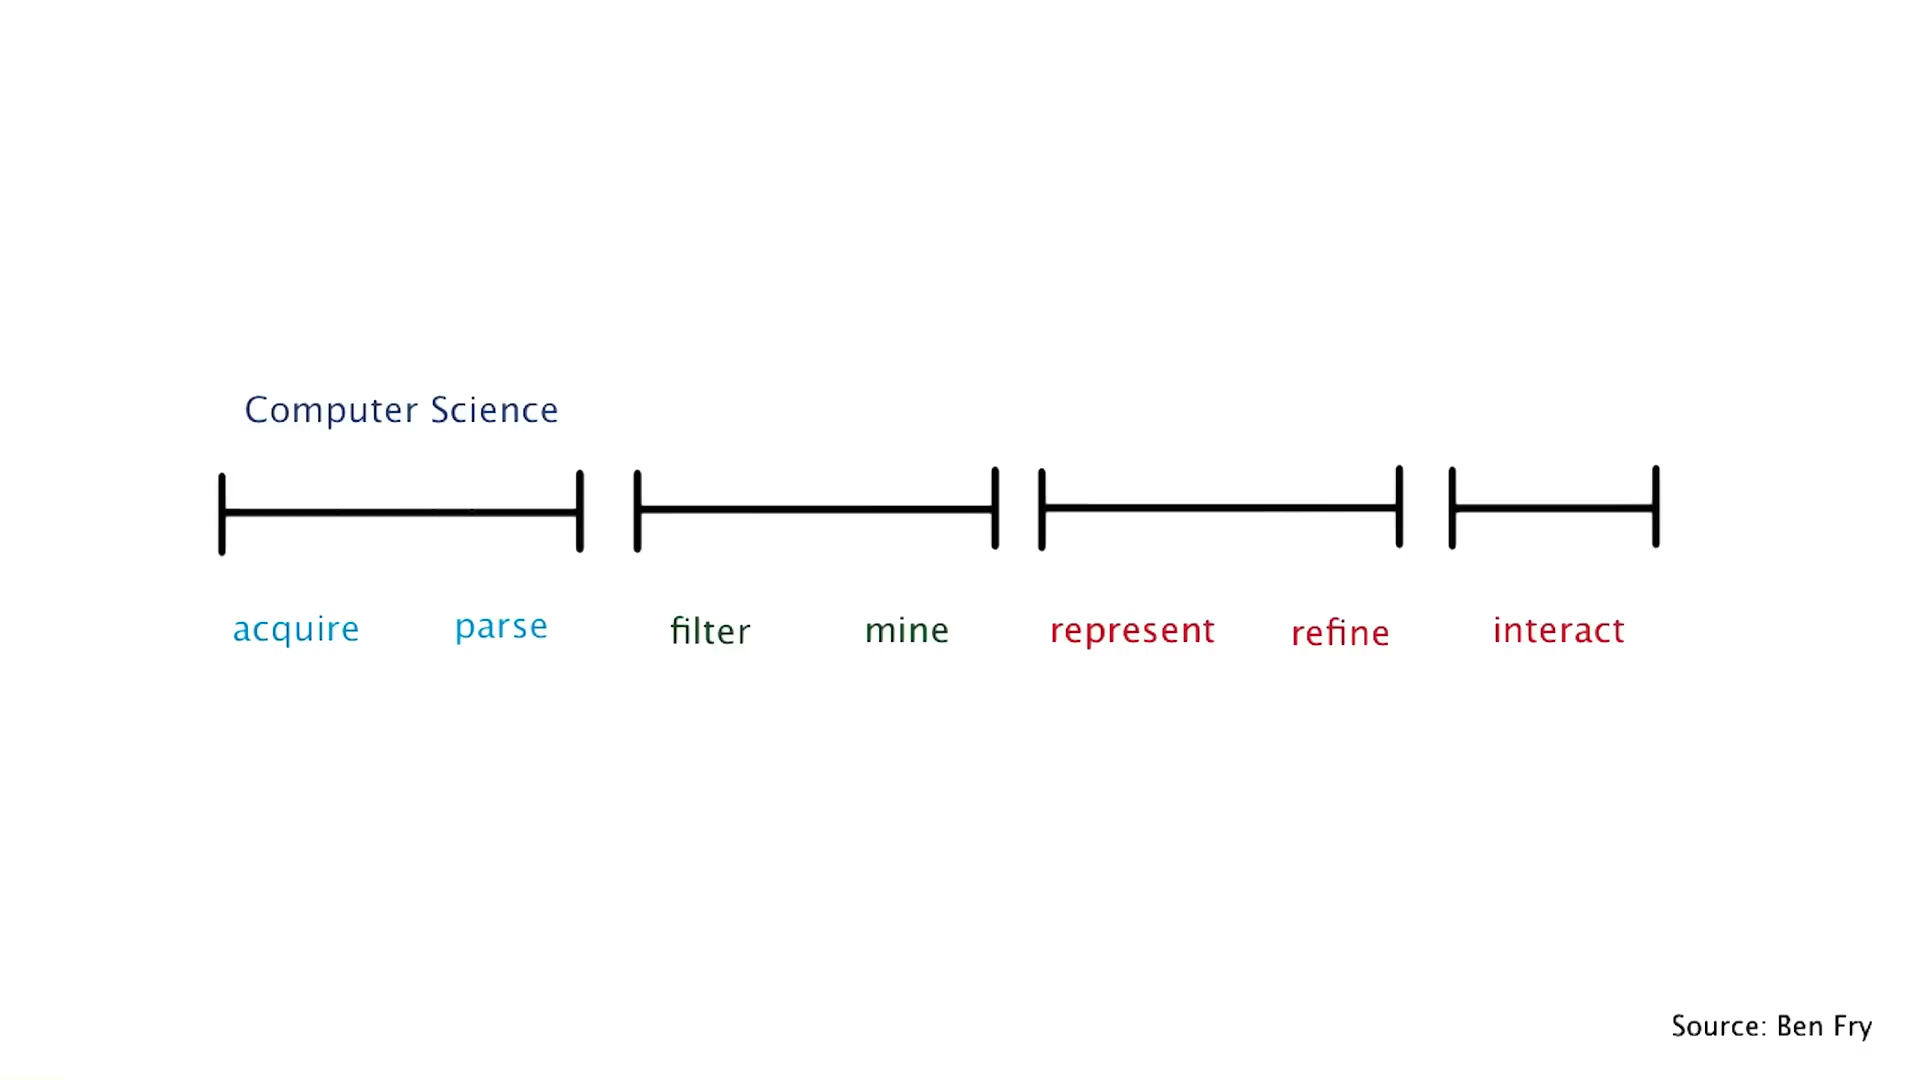 Computer Science
acquire parse filter mine represent refine interact
Source: Ben Fry